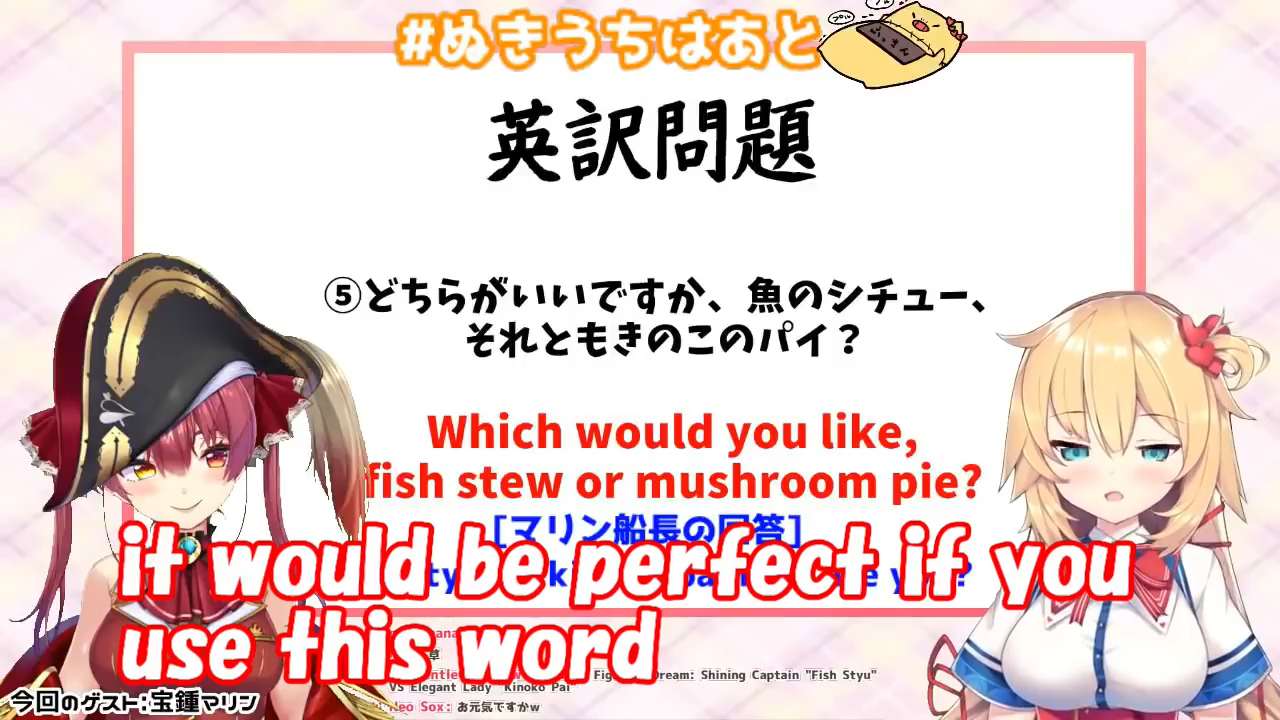 #ぬきうちはあと
英訳問題
⑤どちらがいいですか、魚のシチュー、
それともきのこのパイ？
Which would you like,
fish stew or mushroom pie?
[マリン船長の回答]
it would be perfect if you
use this word
草
Dream: Shining Captain "Fish Styu"
VS Elegant Lady "Kinoko Pai"
Neo Sox: お元気ですかw
今回のゲスト:宝鐘マリン